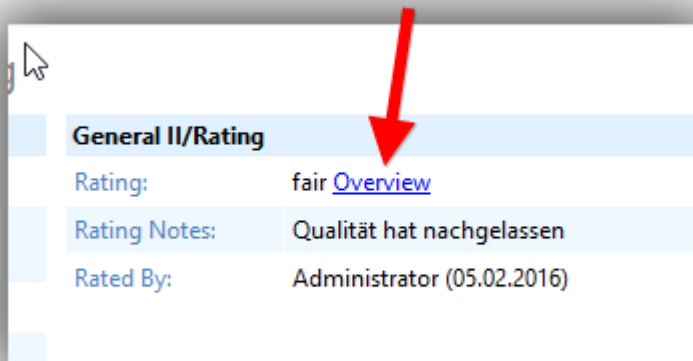 General II/Rating
Rating: fair Overview
Rating Notes: Qualität hat nachgelassen
Rated By: Administrator (05.02.2016)